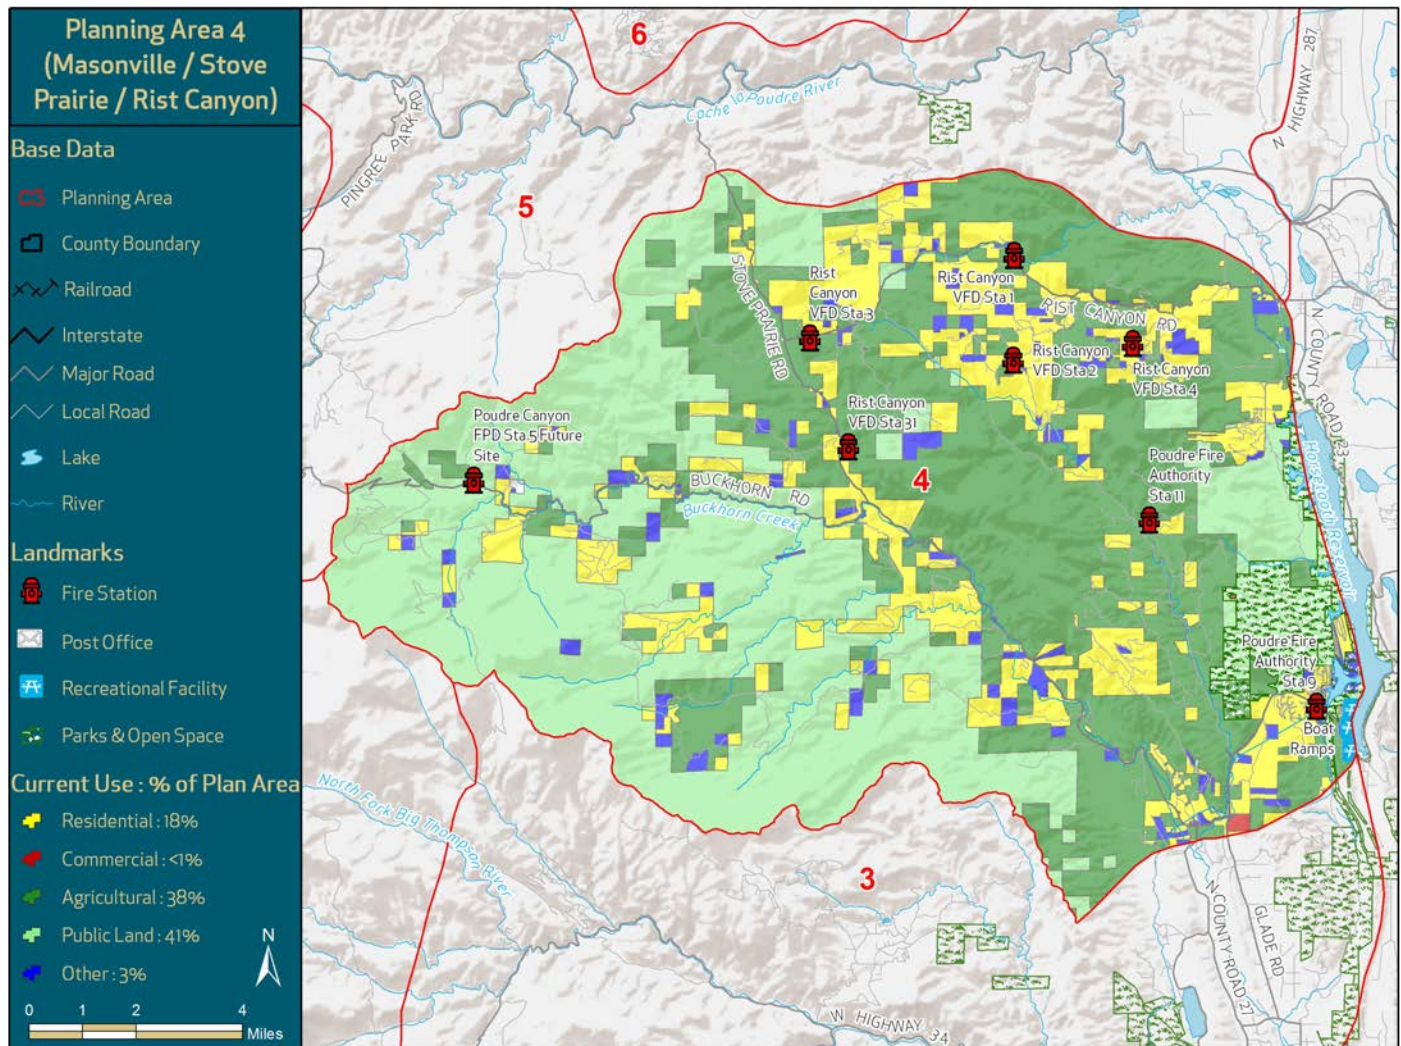 Planning Area 4
(Masonville / Stove
Prairie / Rist Canyon)
Base Data
Planning Area
County Boundary
Railroad
Interstate
Major Road
Local Road
Lake
River
Landmarks
Fire Station
Post Office
Recreational Facility
Parks & Open Space
Current Use : % of Plan Area
Residential : 18%
Commercial : <1%
Agricultural : 38%
Public Land : 41%
Other : 3%
N
0 1 2 4
Miles
6
Cache la Poudre River
N HIGHWAY 287
PINGREE PARK RD
5
STOVE PRAIRIE RD
Rist
Canyon
VFD Sta 3
Rist Canyon
VFD Sta 1
RIST CANYON RD
Rist Canyon
VFD Sta 2
Rist Canyon
VFD Sta 4
N COUNTY ROAD 23
Poudre Canyon
FPD Sta 5 Future
Site
Rist Canyon
VFD Sta 31
BUCKHORN RD
Buckhorn Creek
4
Poudre Fire
Authority
Sta 11
Horsetooth Reservoir
Poudre Fire
Authority
Sta 9
Boat
Ramps
North Fork Big Thompson River
3
N COUNTY ROAD 27
GLADE RD
W HIGHWAY 34